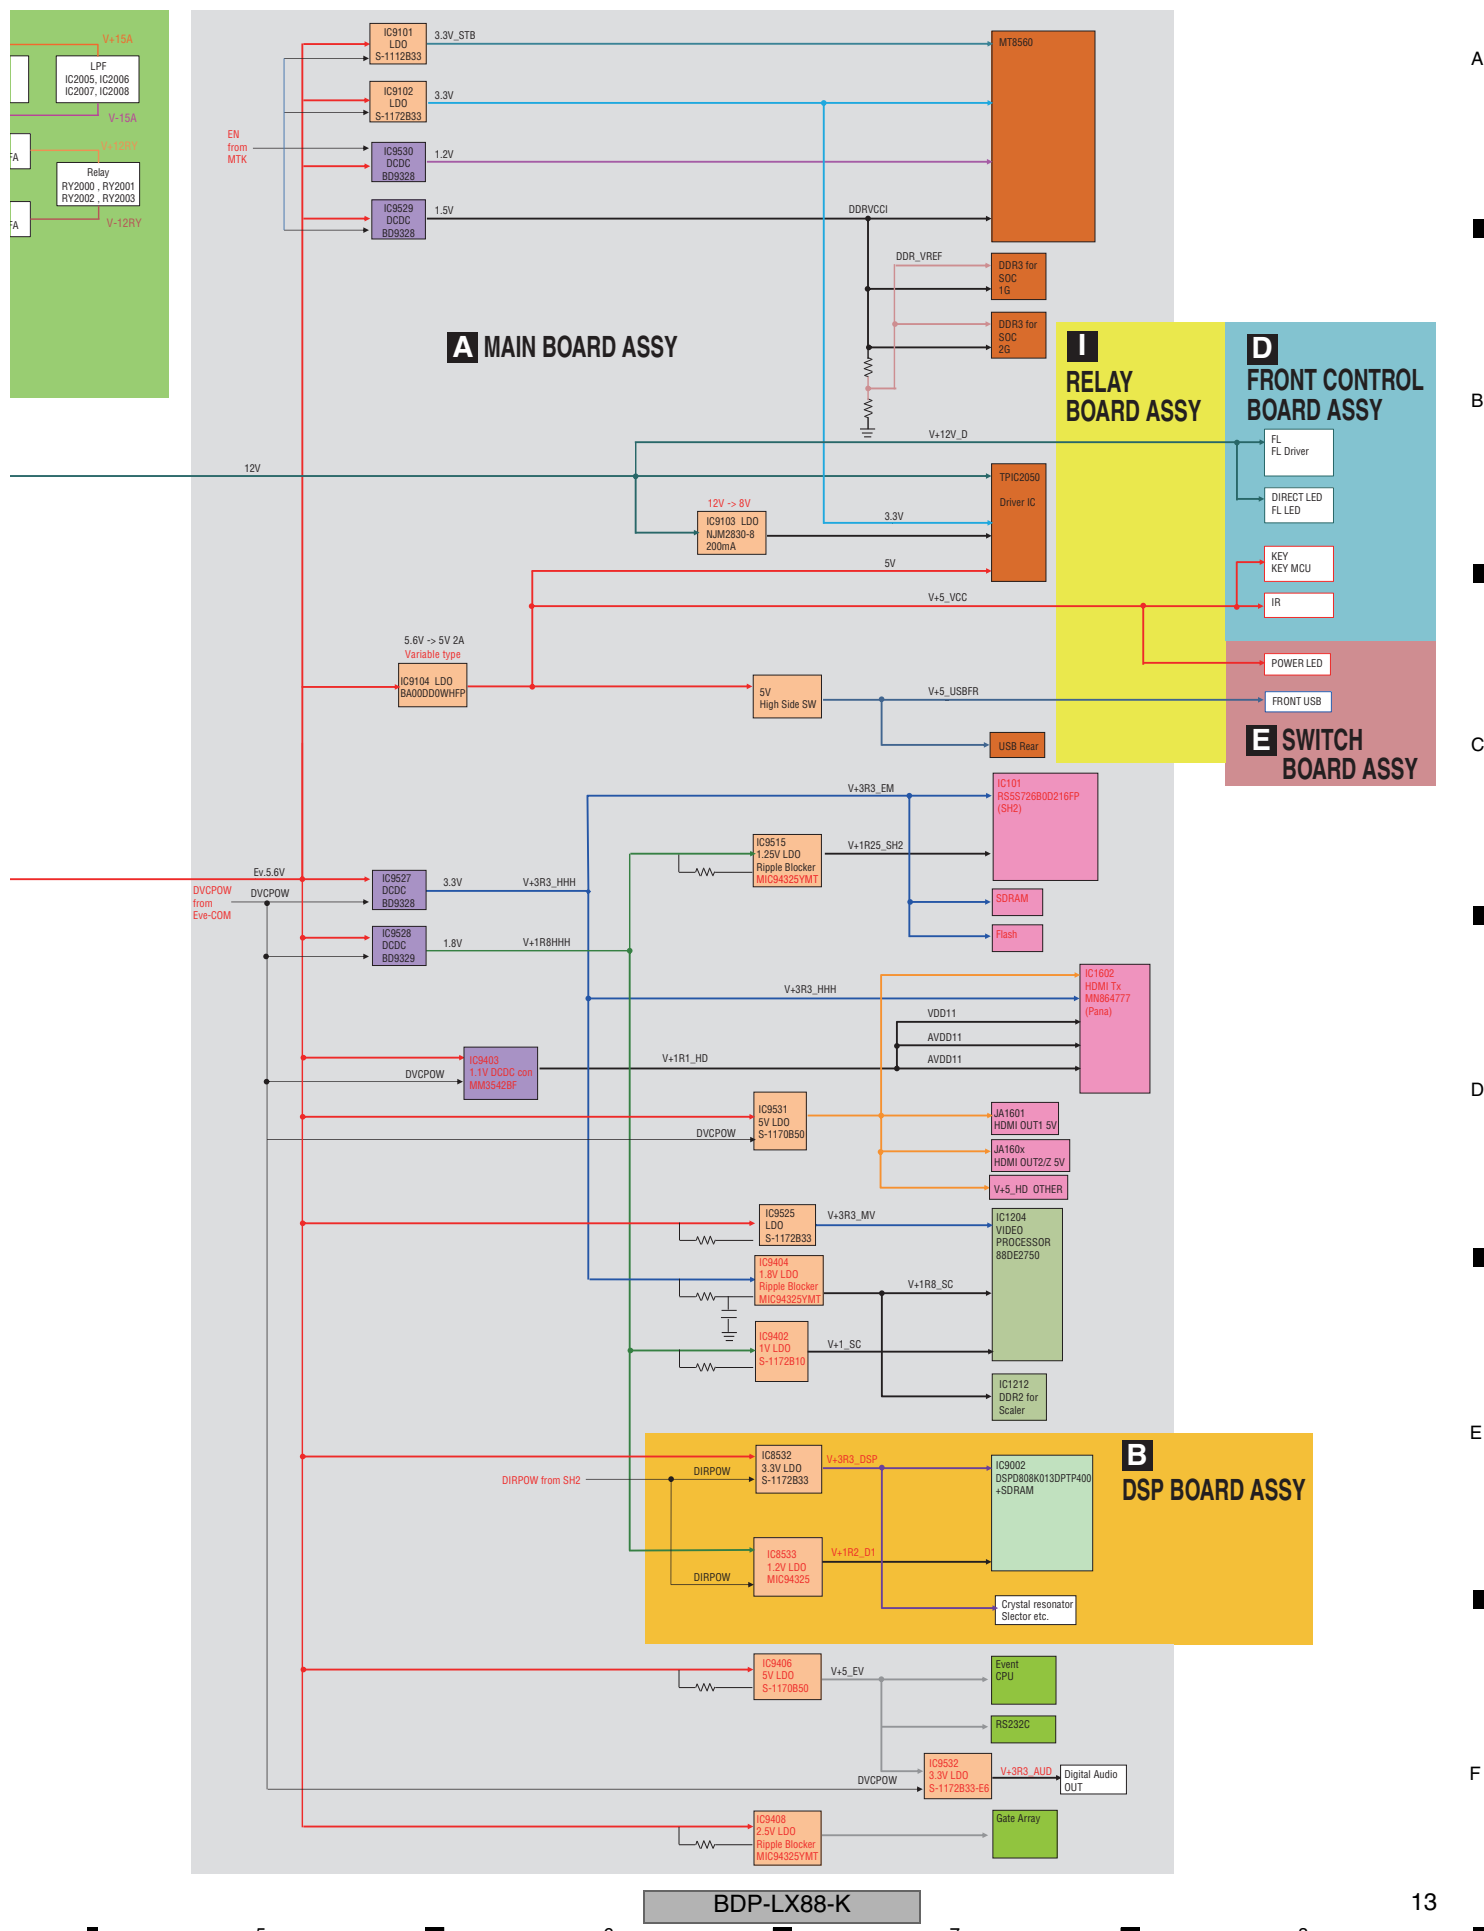 V+15A
LPF
IC2005, IC2006
IC2007, IC2008
V-15A
V+12RY
FA
Relay
RY2000 , RY2001
RY2002 , RY2003
FA
V-12RY
IC9101
LDO
S-1112B33
3.3V_STB
MT8560
IC9102
LDO
S-1172B33
3.3V
EN
from
MTK
IC9530
DCDC
BD9328
1.2V
IC9529
DCDC
BD9328
1.5V
DDRVCCI
DDR_VREF
DDR3 for
SOC
1G
DDR3 for
SOC
2G
A MAIN BOARD ASSY
I
RELAY
BOARD ASSY
D
FRONT CONTROL
BOARD ASSY
V+12V_D
FL
FL Driver
12V
DIRECT LED
FL LED
TPIC2050
Driver IC
12V -> 8V
IC9103 LDO
NJM2830-8
200mA
3.3V
5V
KEY
KEY MCU
V+5_VCC
IR
5.6V -> 5V 2A
Variable type
IC9104 LDO
BA00DD0WHFP
POWER LED
5V
High Side SW
V+5_USBFR
FRONT USB
USB Rear
E SWITCH
BOARD ASSY
V+3R3_EM
IC101
RS5S726B0D216FP
(SH2)
IC9515
1.25V LDO
Ripple Blocker
MIC94325YMT
V+1R25_SH2
Ev.5.6V
DVCPOW
from
Eve-COM
DVCPOW
IC9527
DCDC
BD9328
3.3V
V+3R3_HHH
SDRAM
Flash
IC9528
DCDC
BD9329
1.8V
V+1R8HHH
IC1602
HDMI Tx
MN864777
(Pana)
V+3R3_HHH
VDD11
AVDD11
AVDD11
IC9403
1.1V DCDC con
MM3542BF
DVCPOW
V+1R1_HD
IC9531
5V LDO
S-1170B50
DVCPOW
JA1601
HDMI OUT1 5V
JA160x
HDMI OUT2/Z 5V
V+5_HD OTHER
IC9525
LDO
S-1172B33
V+3R3_MV
IC1204
VIDEO
PROCESSOR
88DE2750
IC9404
1.8V LDO
Ripple Blocker
MIC94325YMT
V+1R8_SC
IC9402
1V LDO
S-1172B10
V+1_SC
IC1212
DDR2 for
Scaler
B
DSP BOARD ASSY
DIRPOW from SH2
DIRPOW
IC8532
3.3V LDO
S-1172B33
V+3R3_DSP
IC9002
DSPD808K013DPTP400
+SDRAM
IC8533
1.2V LDO
MIC94325
V+1R2_D1
DIRPOW
Crystal resonator
Slector etc.
IC9406
5V LDO
S-1170B50
V+5_EV
Event
CPU
RS232C
IC9532
3.3V LDO
S-1172B33-E6
DVCPOW
V+3R3_AUD
Digital Audio
OUT
IC9408
2.5V LDO
Ripple Blocker
MIC94325YMT
Gate Array
A
B
C
D
E
F
BDP-LX88-K
13